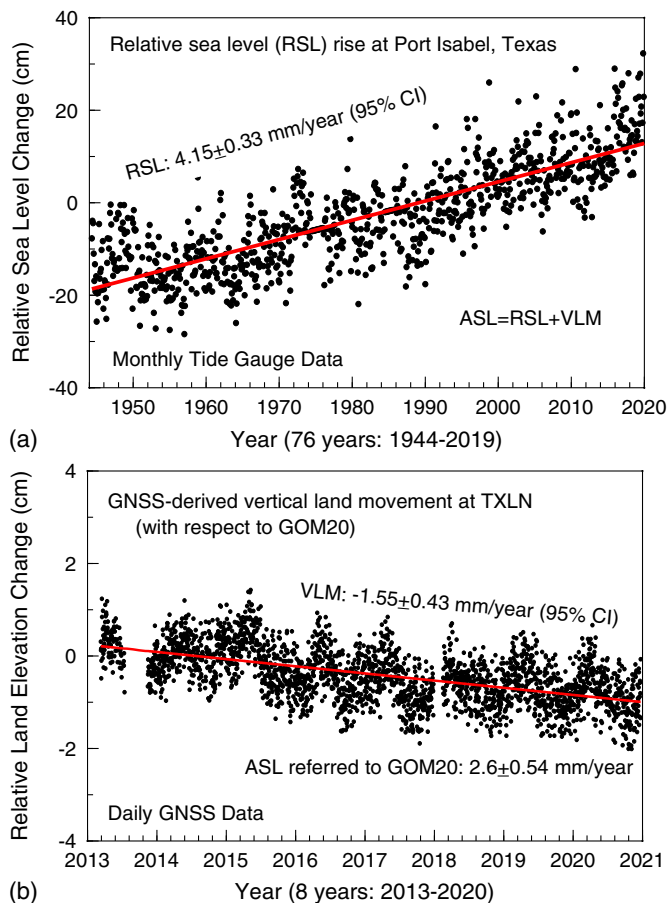 40
Relative sea level (RSL) rise at Port Isabel, Texas
20
RSL: 4.15±0.33 mm/year (95% CI)
0
-20
ASL=RSL+VLM
Monthly Tide Gauge Data
-40
Relative Sea Level Change (cm)
1950 1960 1970 1980 1990 2000 2010 2020
(a) Year (76 years: 1944-2019)
4
GNSS-derived vertical land movement at TXLN
(with respect to GOM20)
2
VLM: -1.55±0.43 mm/year (95% CI)
0
-2
ASL referred to GOM20: 2.6±0.54 mm/year
Daily GNSS Data
-4
Relative Land Elevation Change (cm)
2013 2014 2015 2016 2017 2018 2019 2020 2021
(b) Year (8 years: 2013-2020)